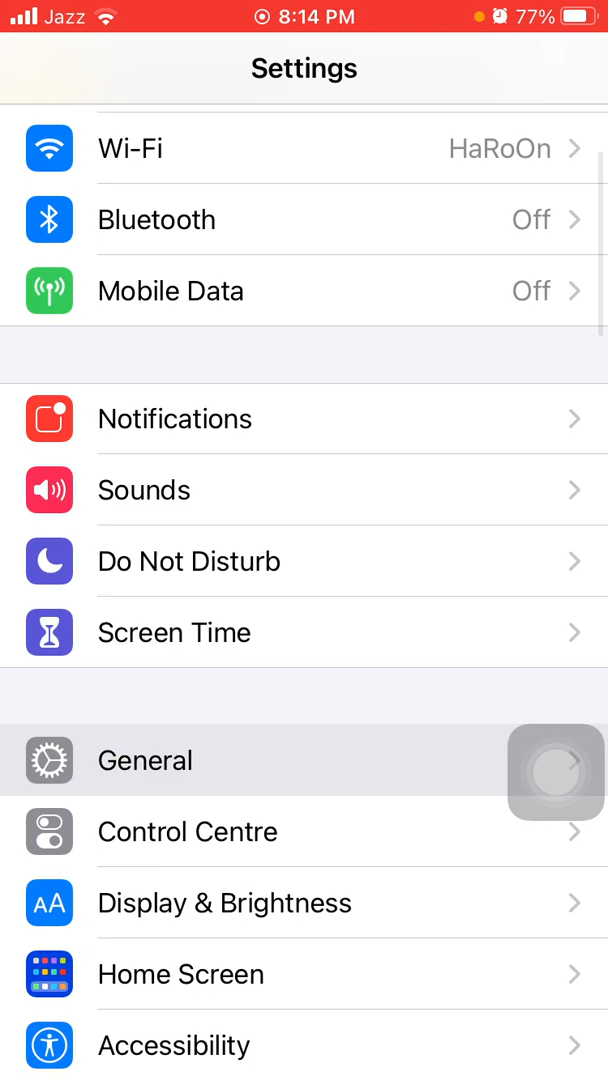 Jazz 8:14 PM 77%
Settings
Wi-Fi HaRoOn
Bluetooth Off
Mobile Data Off
Notifications
Sounds
Do Not Disturb
Screen Time
General
Control Centre
AA Display & Brightness
Home Screen
Accessibility